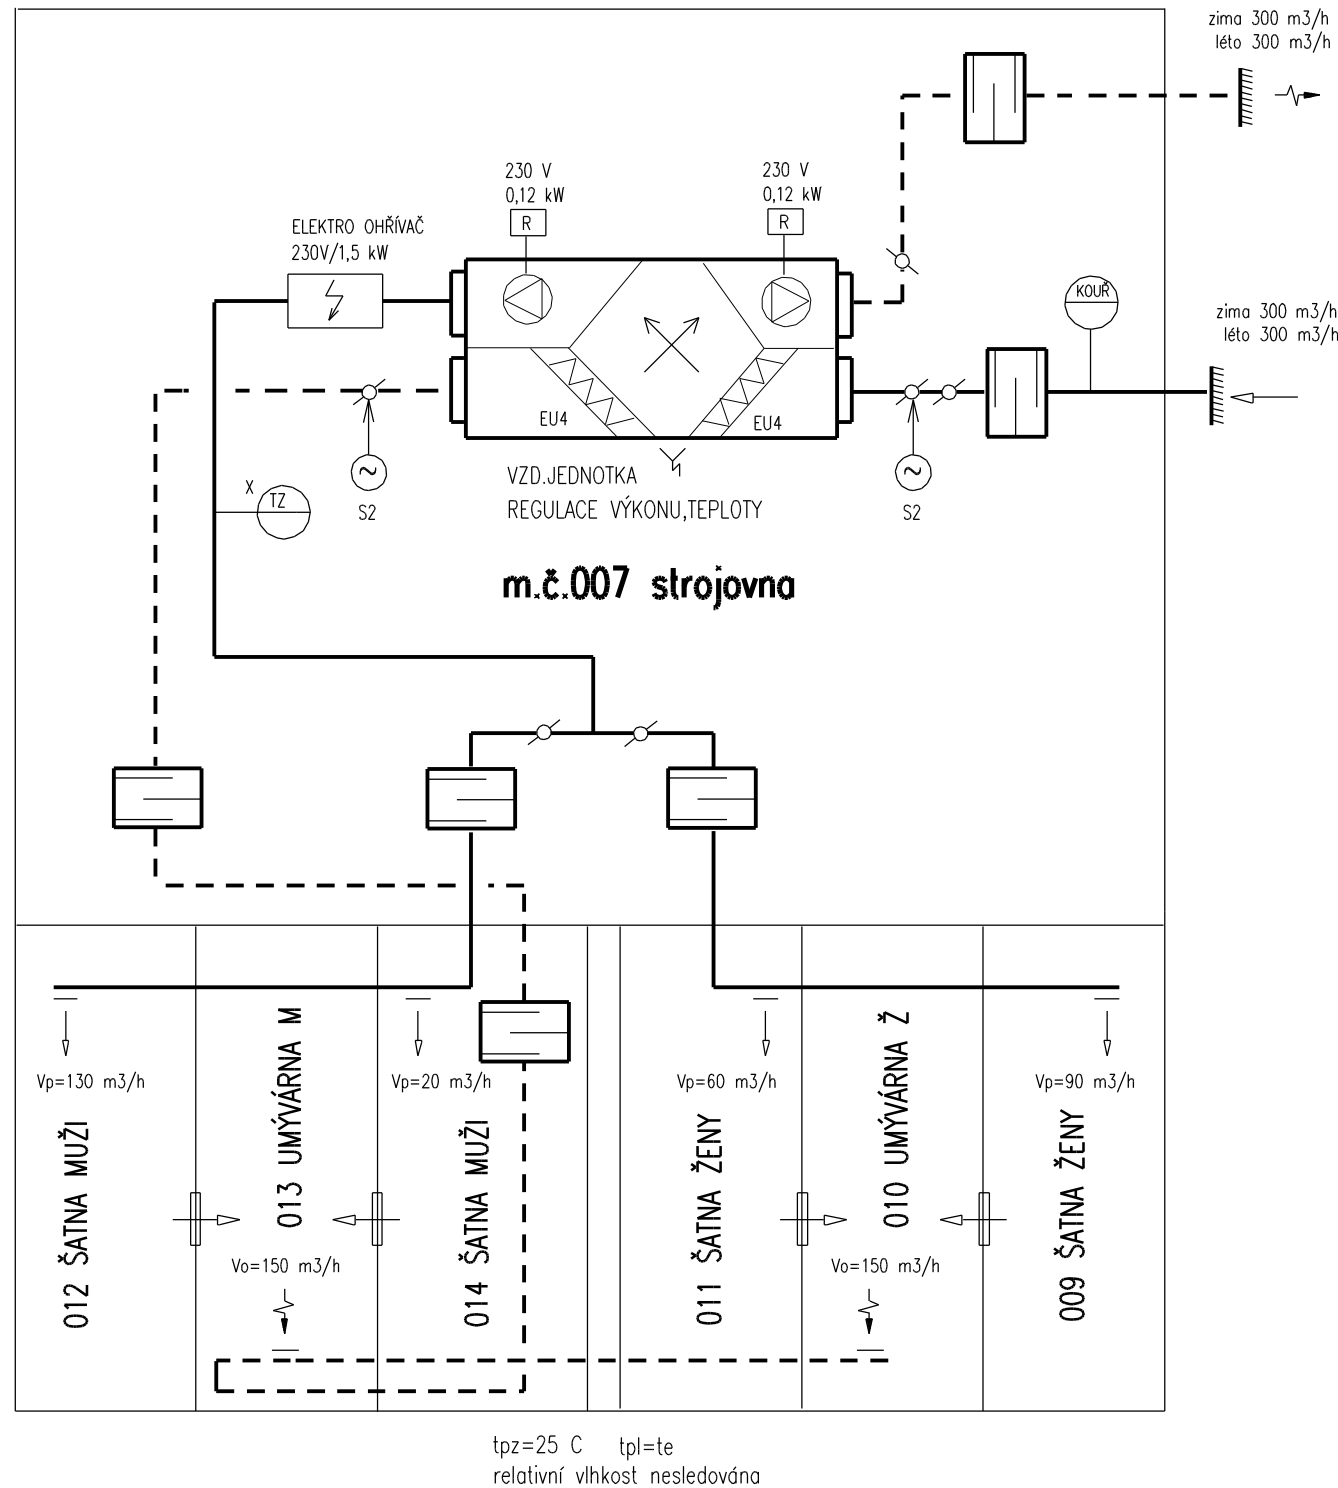 zima 300 m3/h
léto 300 m3/h
230 V
0,12 kW
R
230 V
0,12 kW
R
ELEKTRO OHŘÍVAČ
230V/1,5 kW
KOUŘ
zima 300 m3/h
léto 300 m3/h
EU4
EU4
S2
S2
X
TZ
VZD.JEDNOTKA
REGULACE VÝKONU,TEPLOTY
m.č.007 strojovna
Vp=130 m3/h
012 ŠATNA MUŽI
013 UMÝVÁRNA M
Vo=150 m3/h
Vp=20 m3/h
014 ŠATNA MUŽI
Vp=60 m3/h
011 ŠATNA ŽENY
010 UMÝVÁRNA Ž
Vo=150 m3/h
Vp=90 m3/h
009 ŠATNA ŽENY
tpz=25 C tpl=te
relativní vlhkost nesledována